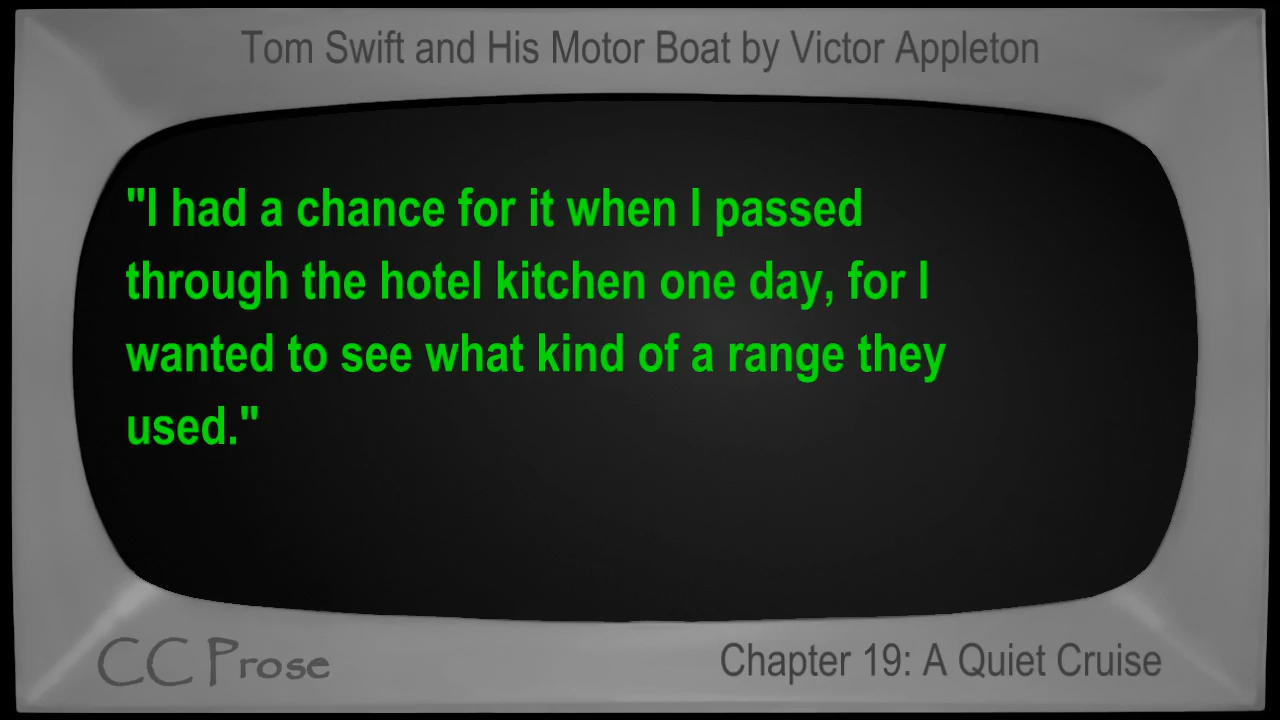 Tom Swift and His Motor Boat by Victor Appleton
"I had a chance for it when I passed
through the hotel kitchen one day, for I
wanted to see what kind of a range they
used."
CC Prose
Chapter 19: A Quiet Cruise